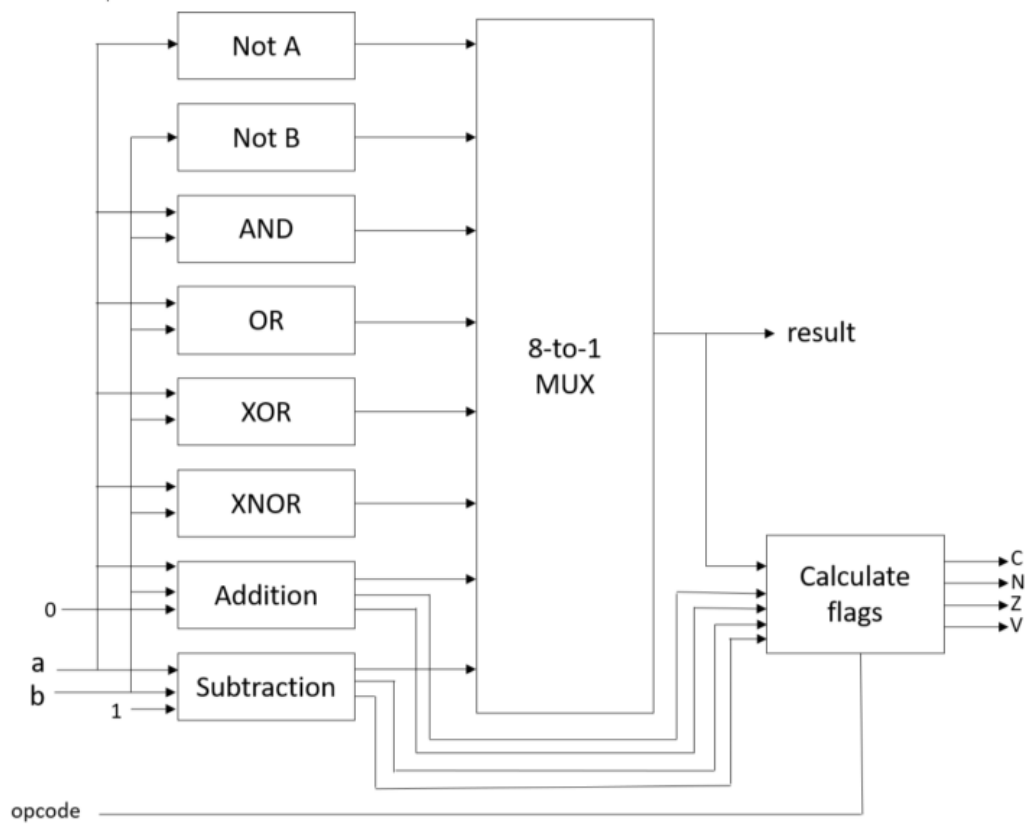 Not A
Not B
AND
OR
XOR
XNOR
Addition
Subtraction
0
a
b
1
opcode
8-to-1
MUX
result
Calculate
flags
C
N
Z
V